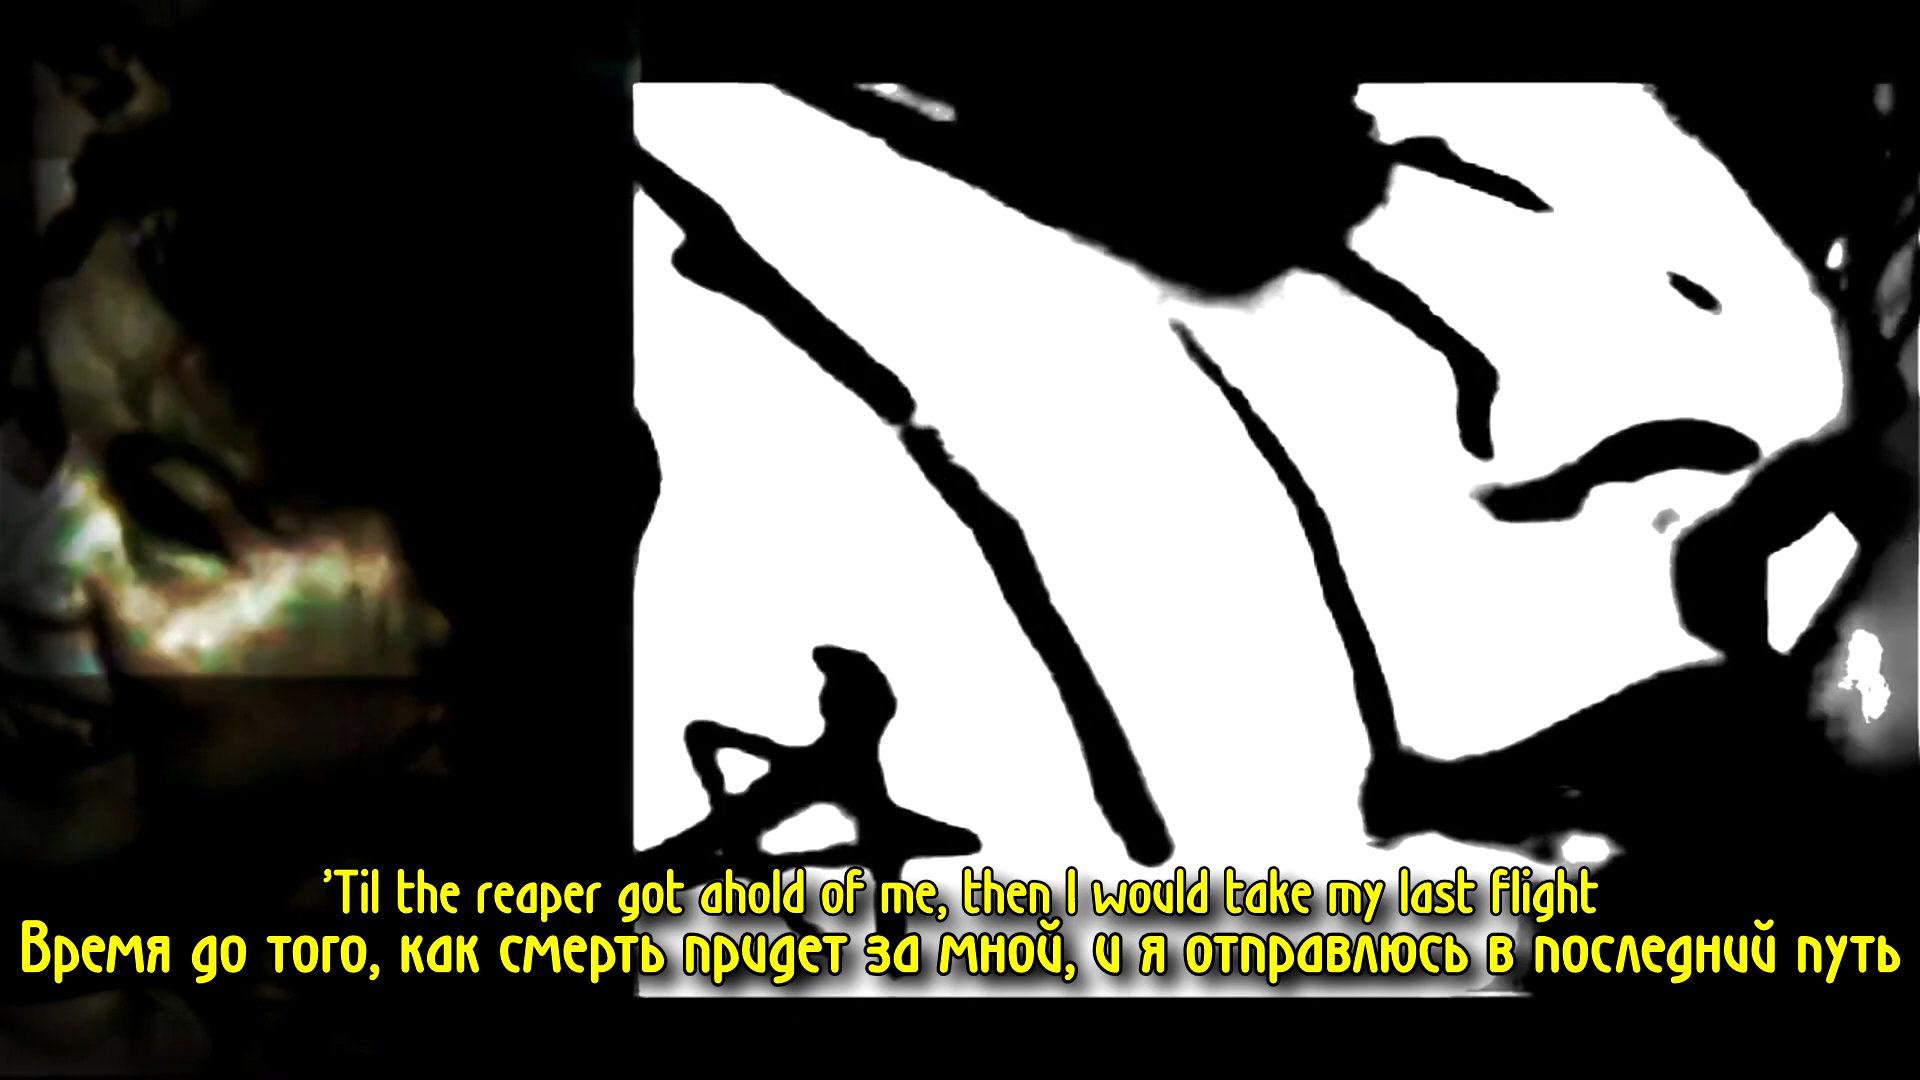 'Til the reaper got ahold of me, then I would take my last flight
Время до того, как смерть придет за мной, и я отправлюсь в последний путь